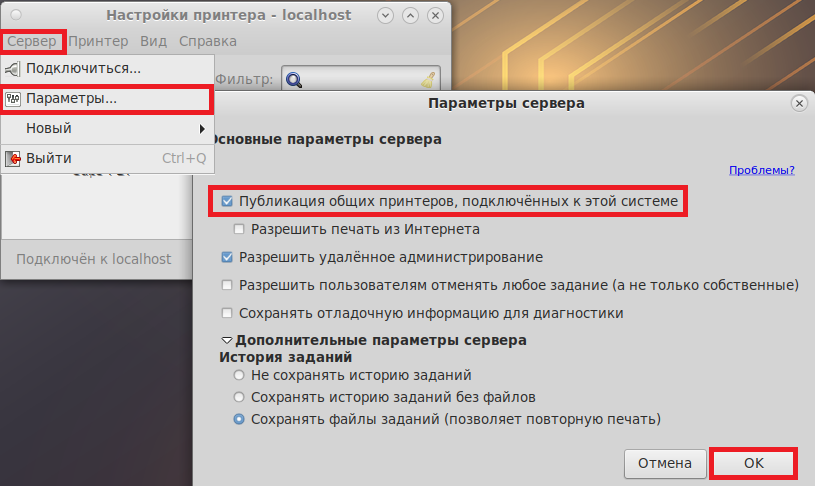 Настройки принтера - localhost
Сервер Принтер Вид Справка
Подключиться...
Фильтр:
Параметры...
Новый
Выйти Ctrl+Q
Подключён к localhost
Параметры сервера
Основные параметры сервера
Проблемы?
Публикация общих принтеров, подключённых к этой системе
Разрешить печать из Интернета
Разрешить удалённое администрирование
Разрешить пользователям отменять любое задание (а не только собственные)
Сохранять отладочную информацию для диагностики
Дополнительные параметры сервера
История заданий
Не сохранять историю заданий
Сохранять историю заданий без файлов
Сохранять файлы заданий (позволяет повторную печать)
Отмена OK